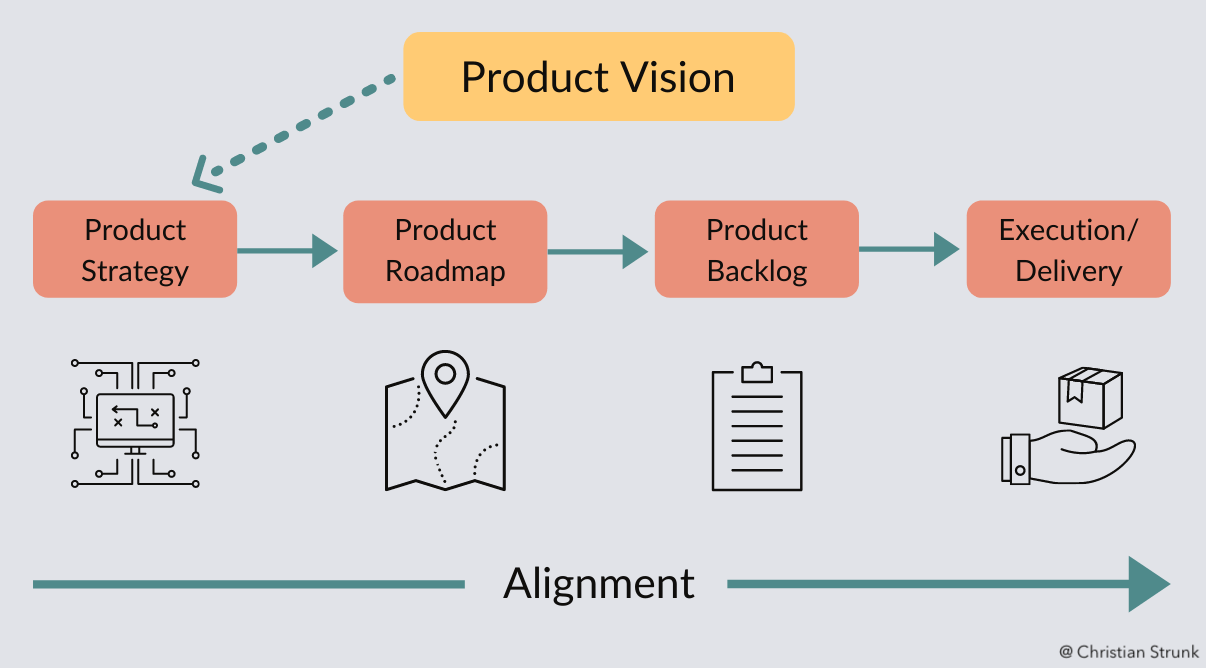 Product Vision
Product
Strategy
Product
Roadmap
Product
Backlog
Execution/
Delivery
Alignment
@ Christian Strunk